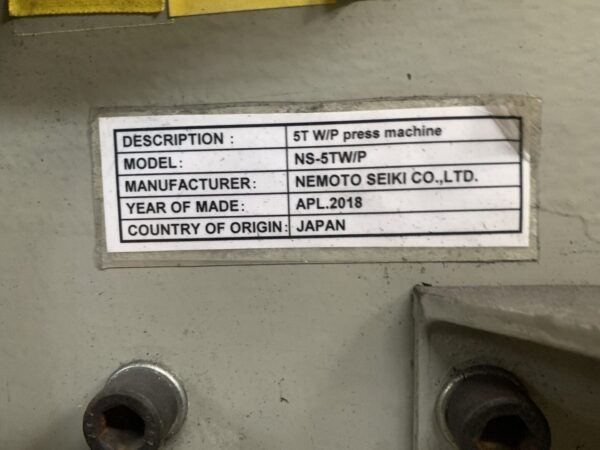 DESCRIPTION : 5T W/P press machine
MODEL: NS-5TW/P
MANUFACTURER: NEMOTO SEIKI CO.,LTD.
YEAR OF MADE: APL.2018
COUNTRY OF ORIGIN: JAPAN